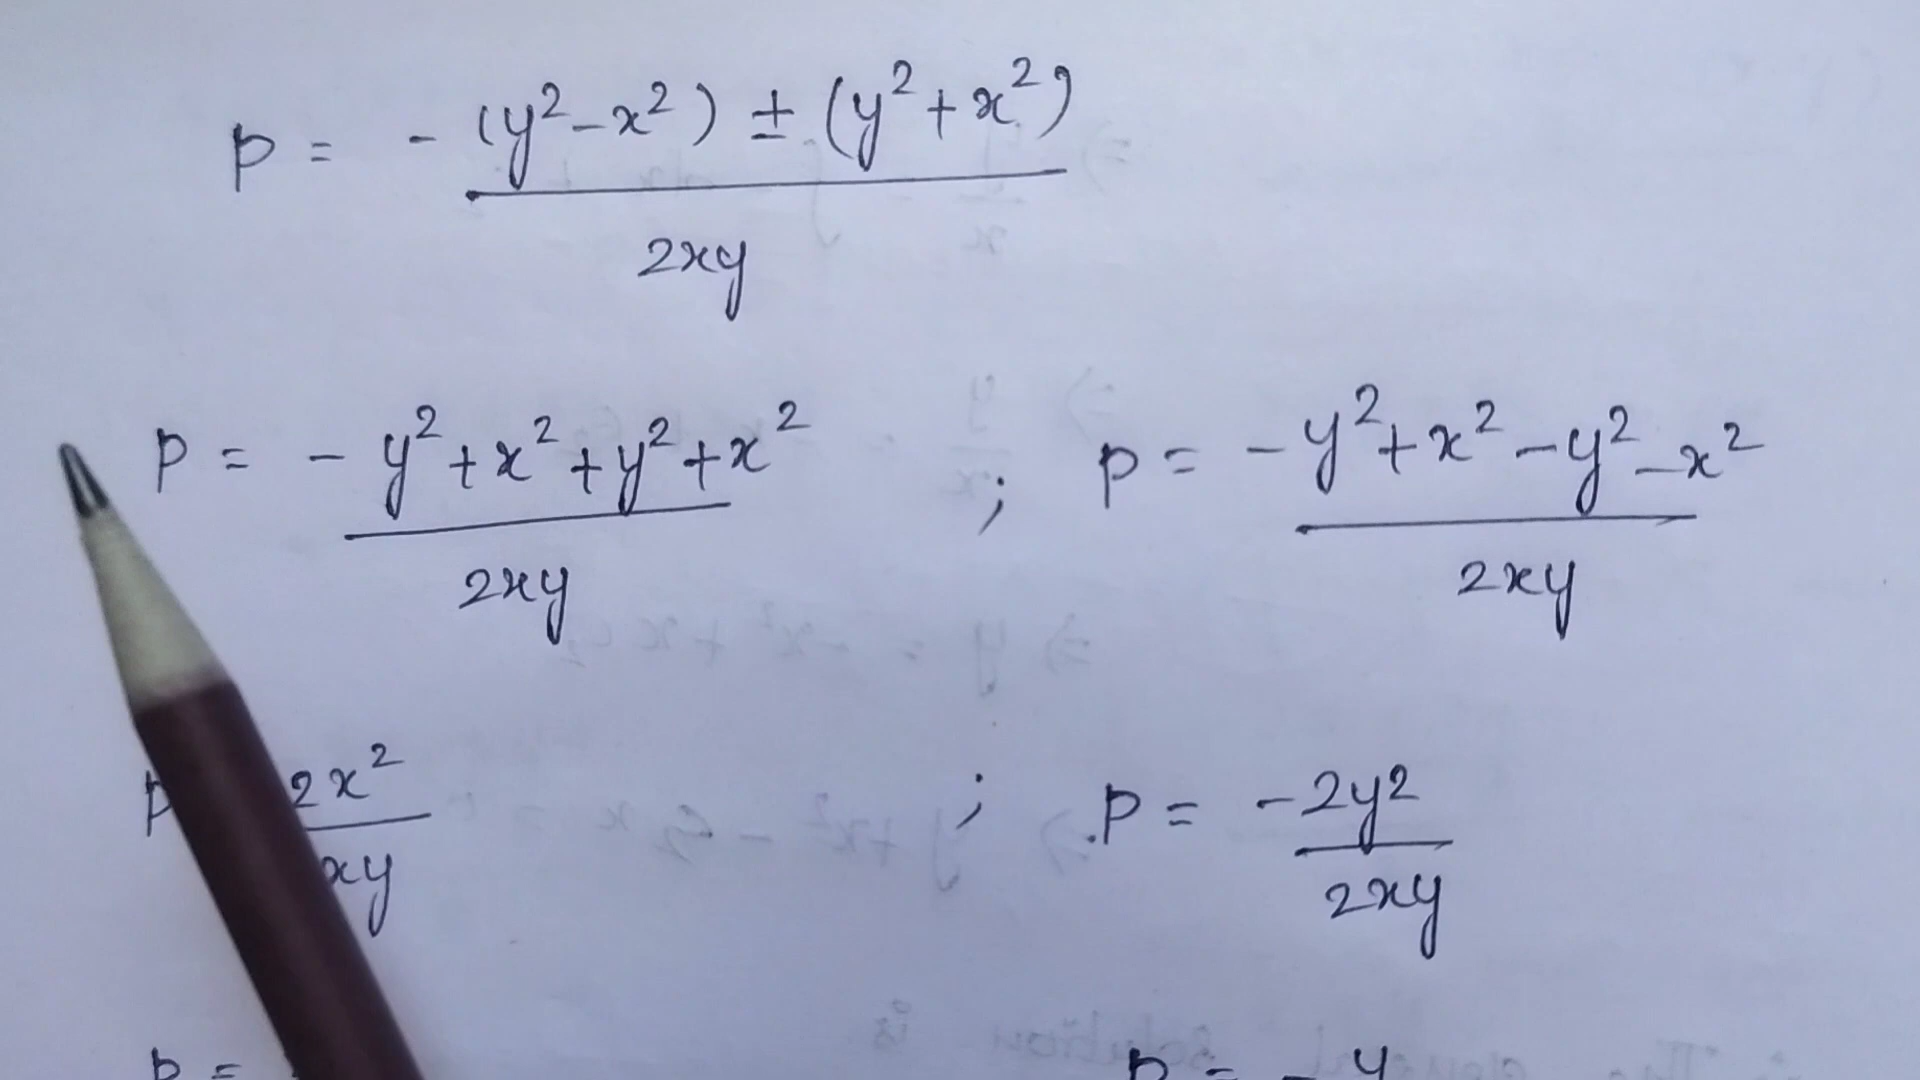 p = -(y²-x²) ± (y²+x²)
2xy
p = -y²+x²+y²+x² ; p = -y²+x²-y²-x²
2xy 2xy
p 2x² ; p = -2y²
xy 2xy
p = p = -y